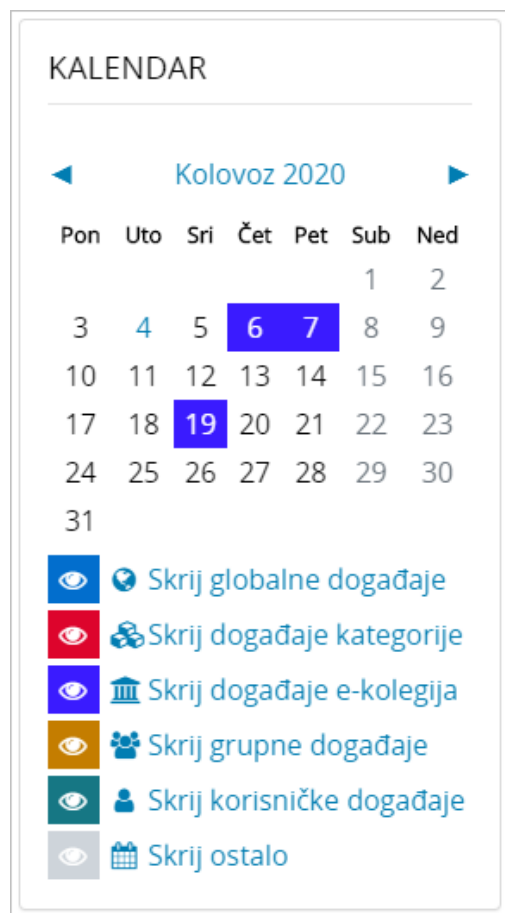 KALENDAR
◄ Kolovoz 2020 ►
Pon Uto Sri Čet Pet Sub Ned
1 2
3 4 5 6 7 8 9
10 11 12 13 14 15 16
17 18 19 20 21 22 23
24 25 26 27 28 29 30
31
Skrij globalne događaje
Skrij događaje kategorije
Skrij događaje e-kolegija
Skrij grupne događaje
Skrij korisničke događaje
Skrij ostalo